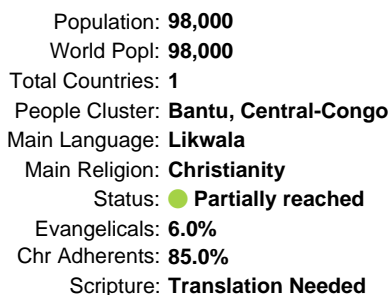 Population: 98,000
World Popl: 98,000
Total Countries: 1
People Cluster: Bantu, Central-Congo
Main Language: Likwala
Main Religion: Christianity
Status: Partially reached
Evangelicals: 6.0%
Chr Adherents: 85.0%
Scripture: Translation Needed